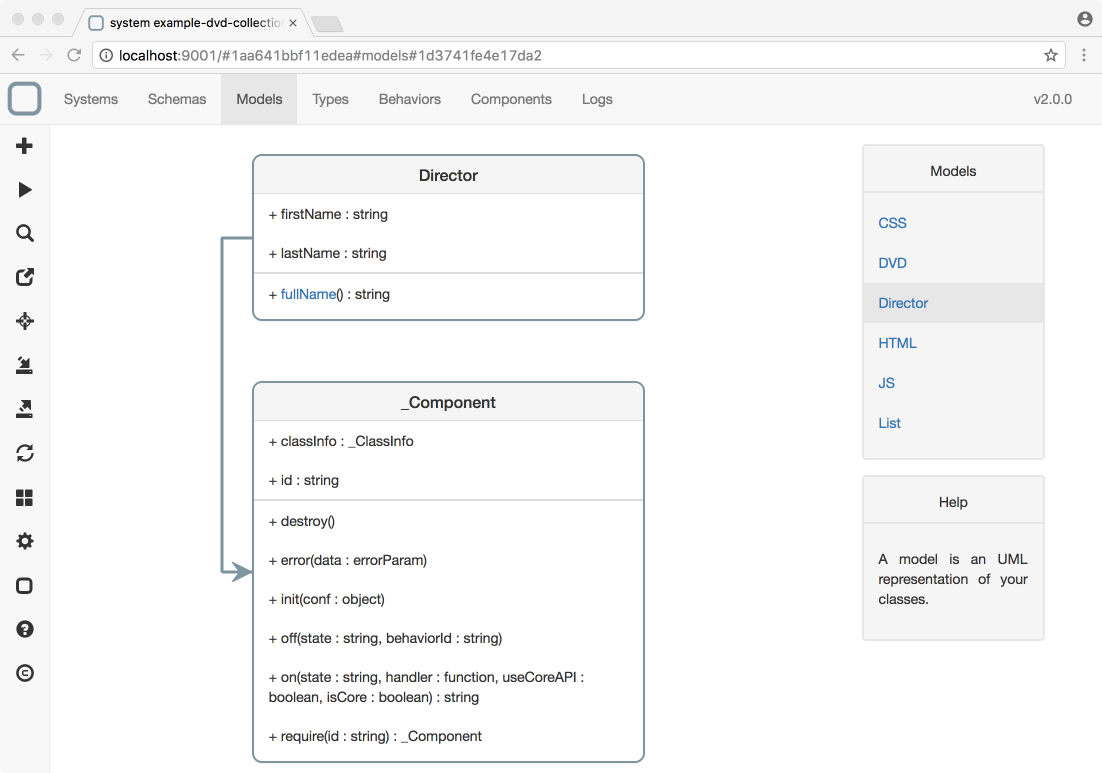 system example-dvd-collectio
localhost:9001/#1aa641bbf11edea#models#1d3741fe4e17da2
Systems Schemas Models Types Behaviors Components Logs v2.0.0
Director
+ firstName : string
+ lastName : string
+ fullName() : string
_Component
+ classInfo : _ClassInfo
+ id : string
+ destroy()
+ error(data : errorParam)
+ init(conf : object)
+ off(state : string, behaviorId : string)
+ on(state : string, handler : function, useCoreAPI :
boolean, isCore : boolean) : string
+ require(id : string) : _Component
Models
CSS
DVD
Director
HTML
JS
List
Help
A model is an UML
representation of your
classes.